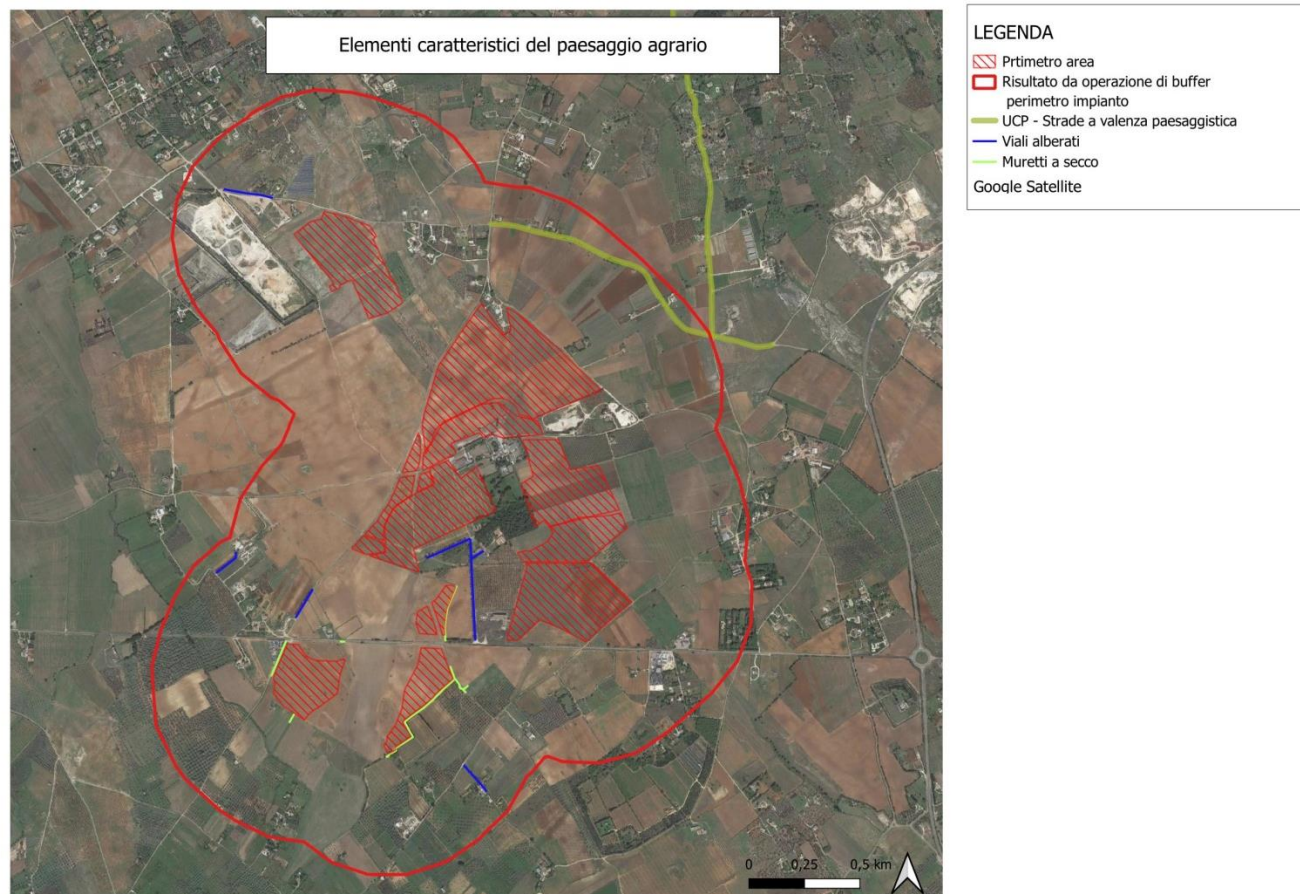 Elementi caratteristici del paesaggio agrario
LEGENDA
Prtimetro area
Risultato da operazione di buffer
perimetro impianto
UCP - Strade a valenza paesaggistica
Viali alberati
Muretti a secco
Google Satellite
0 0,25 0,5 km